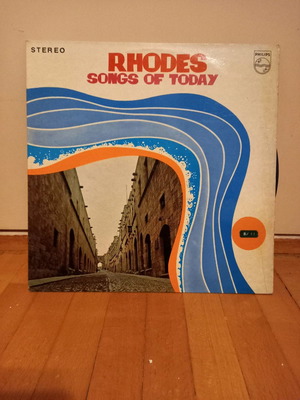 STEREO
PHILIPS
RHODES
SONGS OF TODAY